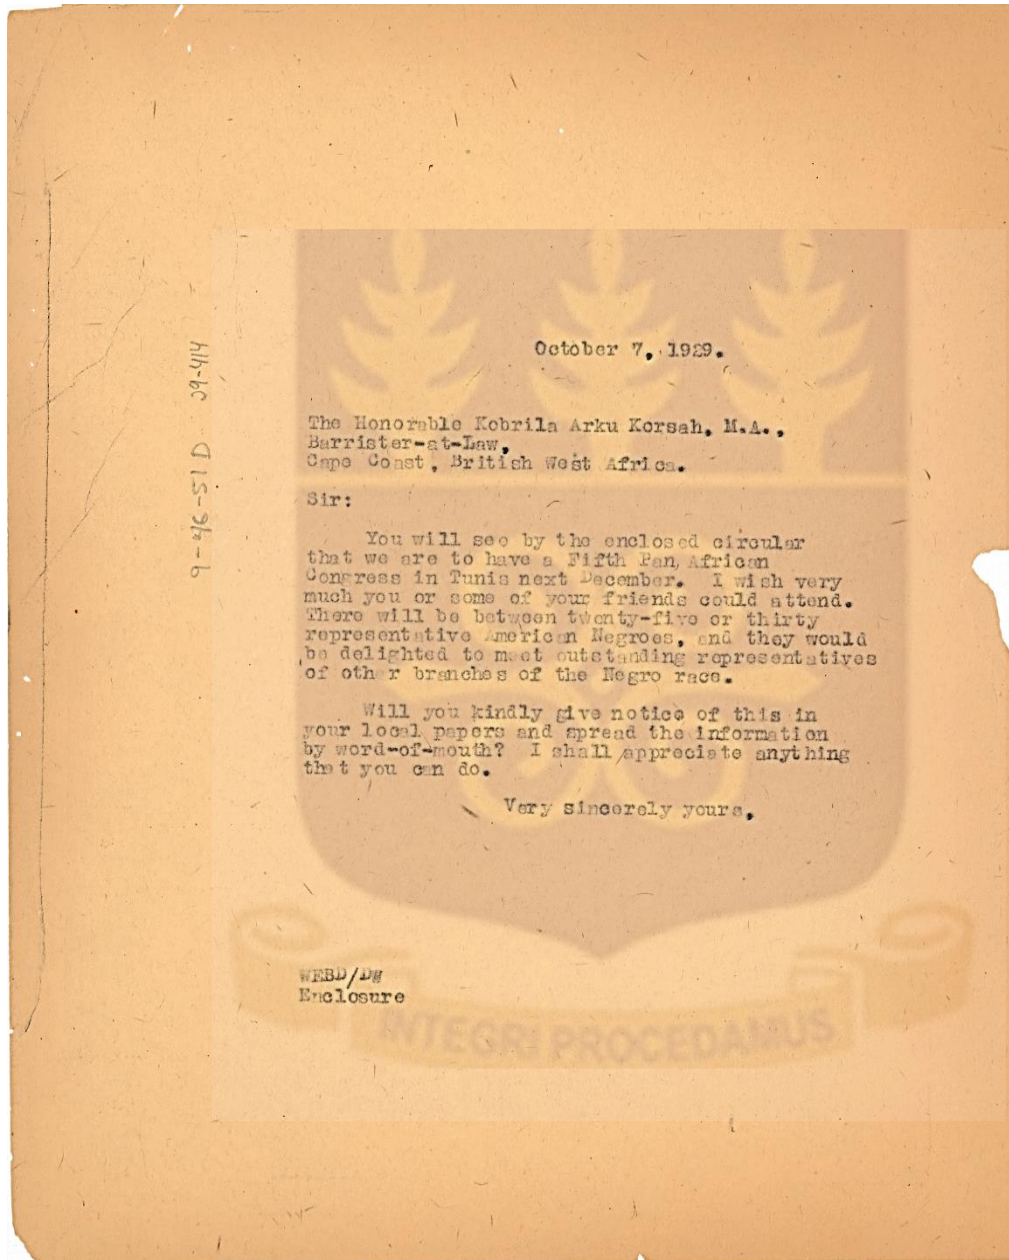 October 7, 1929.
The Honorable Kobrila Arku Korsah, M.A.,
Barrister-at-Law,
Cape Coast, British West Africa.
Sir:
You will see by the enclosed circular
that we are to have a Fifth Pan, African
Congress in Tunis next December. I wish very
much you or some of your friends could attend.
There will be between twenty-five or thirty
representative American Negroes, and they would
be delighted to meet outstanding representatives
of other branches of the Negro race.
Will you kindly give notice of this in
your local papers and spread the information
by word-of-mouth? I shall appreciate anything
that you can do.
Very sincerely yours,
WEBD/DW
Enclosure
INTEGRI PROCEDAMUS
9-46-51D 29-414